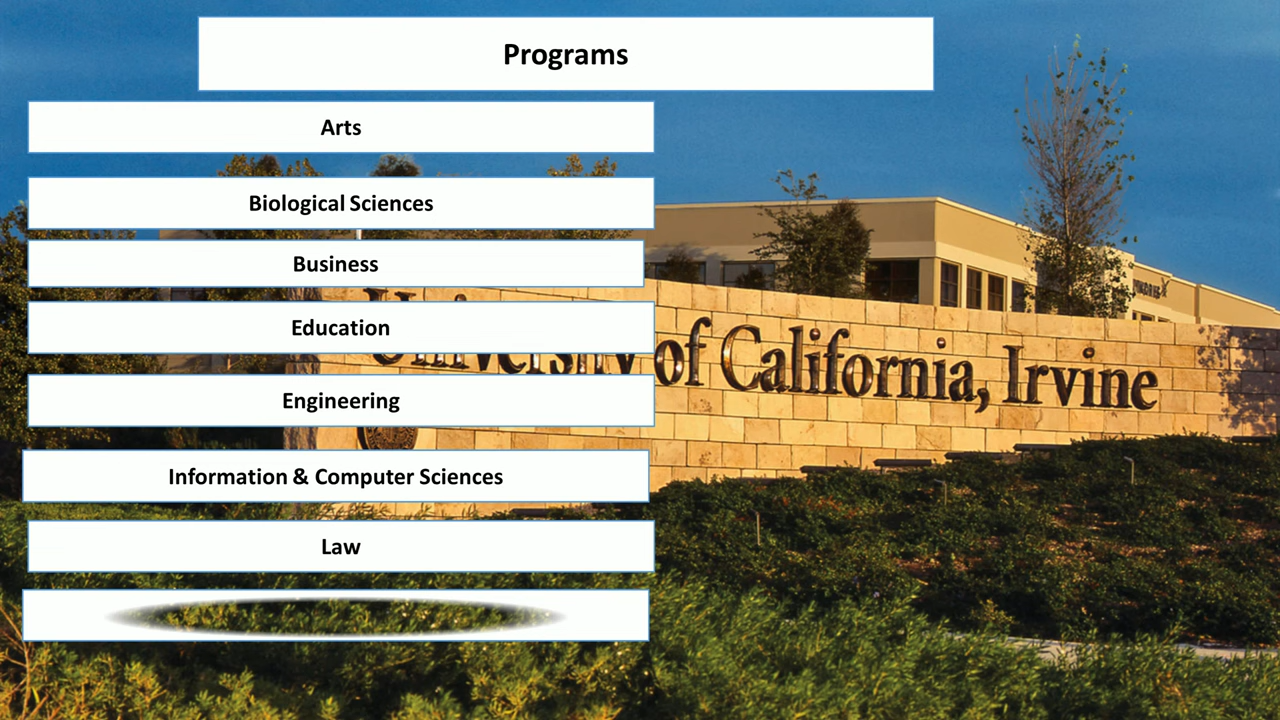 Programs
Arts
Biological Sciences
Business
Education
Engineering
Information & Computer Sciences
Law
University of California, Irvine